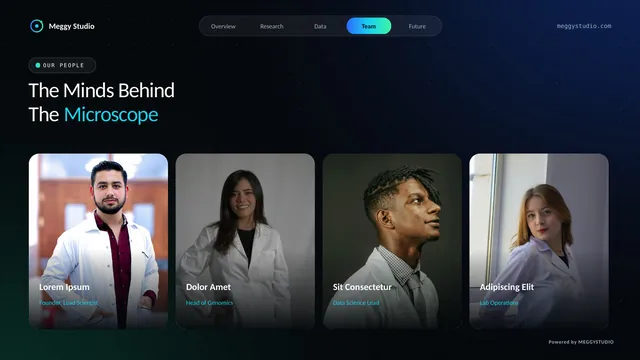 Meggy Studio
Overview Research Data Team Future
meggystudio.com
OUR PEOPLE
The Minds Behind
The Microscope
Lorem Ipsum
Founder, Lead Scientist
Dolor Amet
Head of Genomics
Sit Consectetur
Data Science Lead
Adipiscing Elit
Lab Operations
Powered by MEGGYSTUDIO